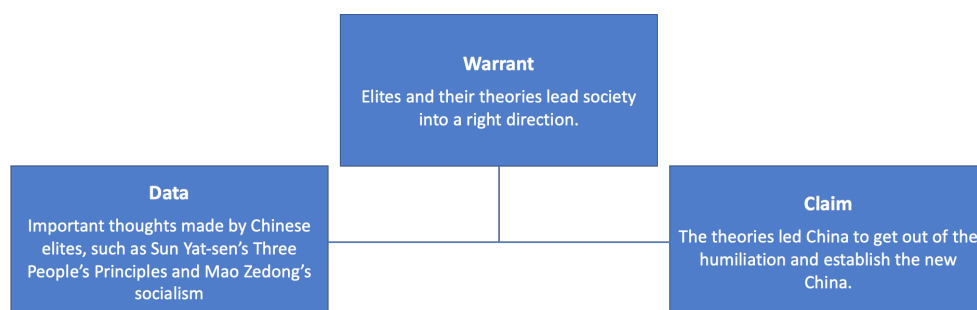 Warrant
Elites and their theories lead society
into a right direction.
Data
Important thoughts made by Chinese
elites, such as Sun Yat-sen’s Three
People’s Principles and Mao Zedong’s
socialism
Claim
The theories led China to get out of the
humiliation and establish the new
China.